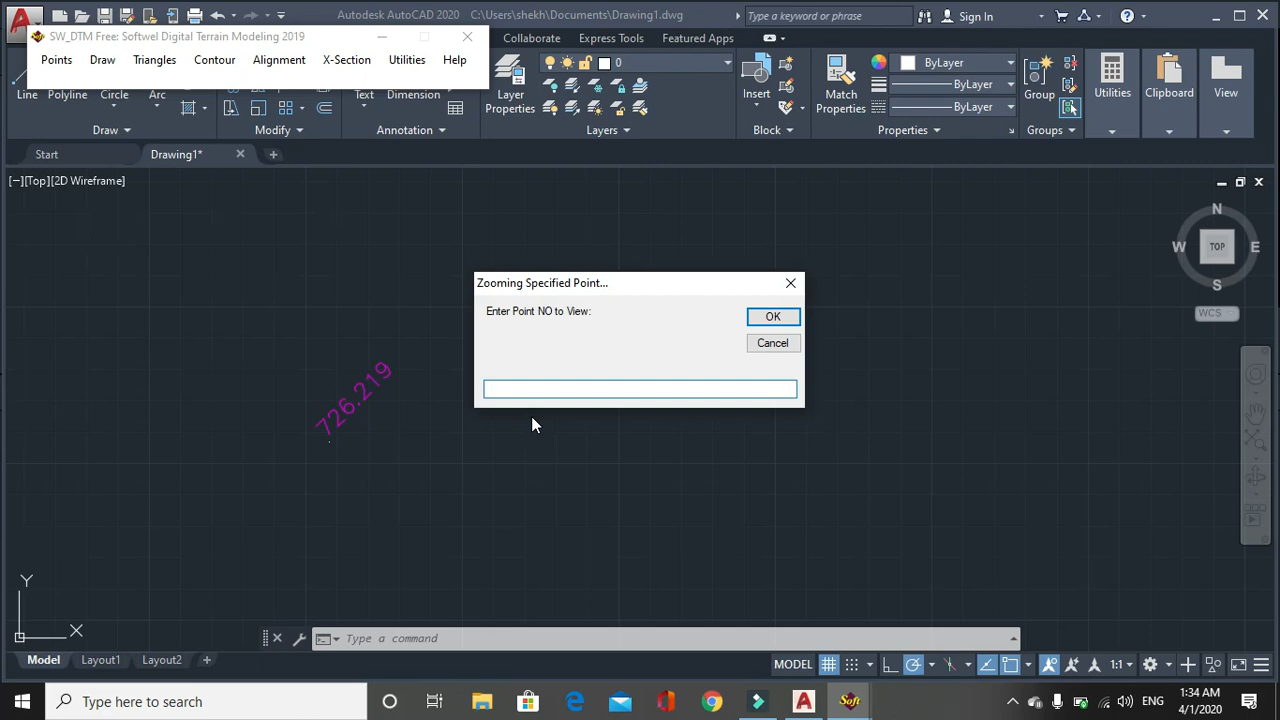 Autodesk AutoCAD 2020 C:\Users\shekh\Documents\Drawing1.dwg
Type a keyword or phrase
Sign In
SW_DTM Free: Softwel Digital Terrain Modeling 2019
Points Draw Triangles Contour Alignment X-Section Utilities Help
Collaborate Express Tools Featured Apps
0
ByLayer
ByLayer
ByLayer
Line Polyline Circle Arc
Text Dimension
Layer
Properties
Insert
Match
Properties
Group
Utilities
Clipboard
View
Draw Modify Annotation Layers Block Properties Groups
Start Drawing1*
[−][Top][2D Wireframe]
N
W TOP E
S
WCS
Zooming Specified Point...
Enter Point NO to View:
OK
Cancel
726.219
Y
X
Type a command
Model Layout1 Layout2
MODEL
1:1
Type here to search
Soft
ENG
1:34 AM
4/1/2020